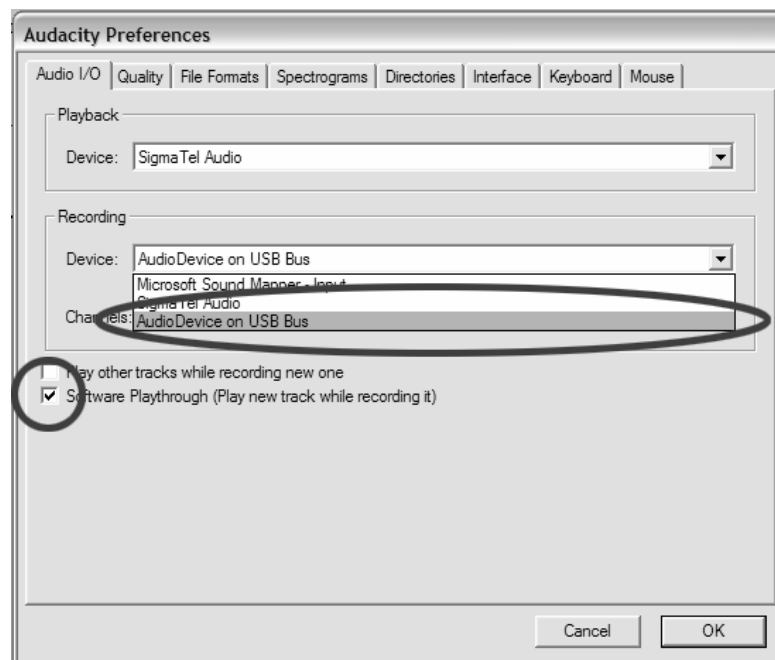 Audacity Preferences
Audio I/O Quality File Formats Spectrograms Directories Interface Keyboard Mouse
Playback
Device: SigmaTel Audio
Recording
Device: AudioDevice on USB Bus
Microsoft Sound Mapper - Input
SigmaTel Audio
Channels: AudioDevice on USB Bus
Play other tracks while recording new one
Software Playthrough (Play new track while recording it)
Cancel OK